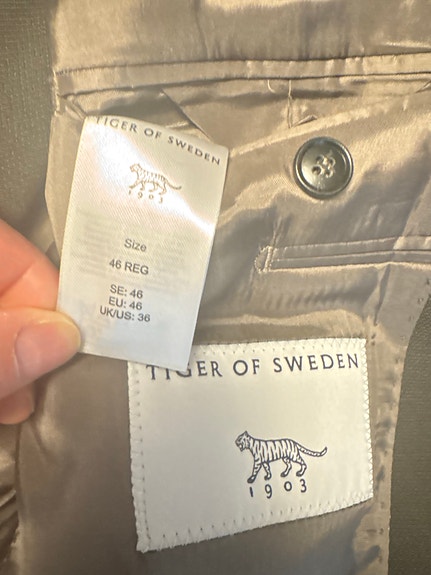 TIGER OF SWEDEN
1903
Size
46 REG
SE: 46
EU: 46
UK/US: 36
TIGER OF SWEDEN
1903